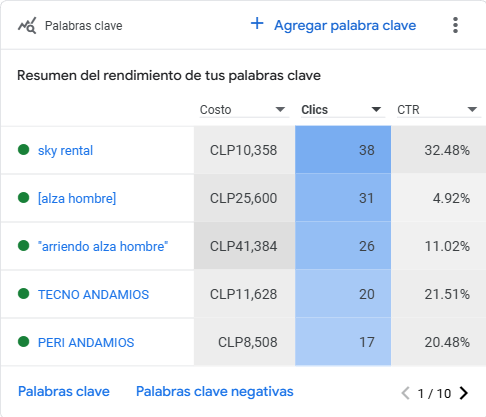 Palabras clave
Agregar palabra clave
Resumen del rendimiento de tus palabras clave
Costo Clics CTR
sky rental CLP10,358 38 32.48%
[alza hombre] CLP25,600 31 4.92%
"arriendo alza hombre" CLP41,384 26 11.02%
TECNO ANDAMIOS CLP11,628 20 21.51%
PERI ANDAMIOS CLP8,508 17 20.48%
Palabras clave Palabras clave negativas 1 / 10